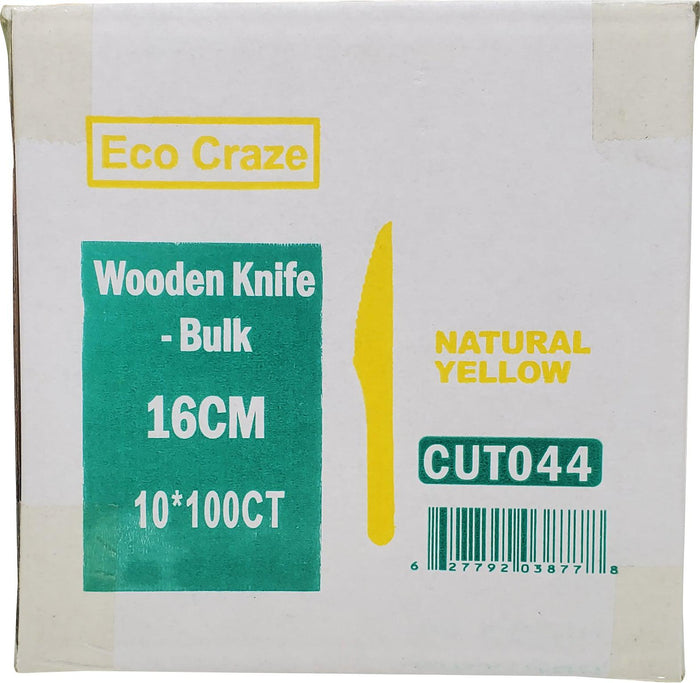 Eco Craze
Wooden Knife
- Bulk
16CM
10*100CT
NATURAL
YELLOW
CUT044
6 27792 03877 8